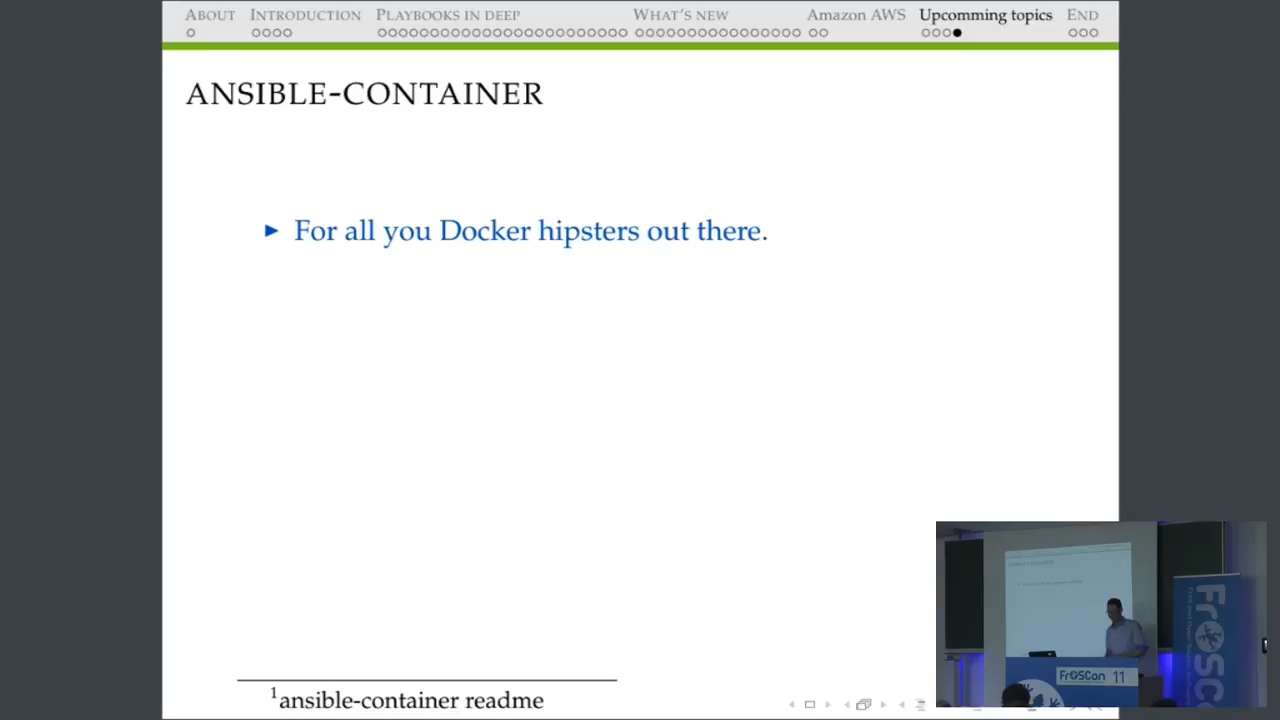 ABOUT INTRODUCTION PLAYBOOKS IN DEEP WHAT'S NEW Amazon AWS Upcomming topics END
ANSIBLE-CONTAINER
For all you Docker hipsters out there.
1ansible-container readme
FrOSCon 11
FrOSC